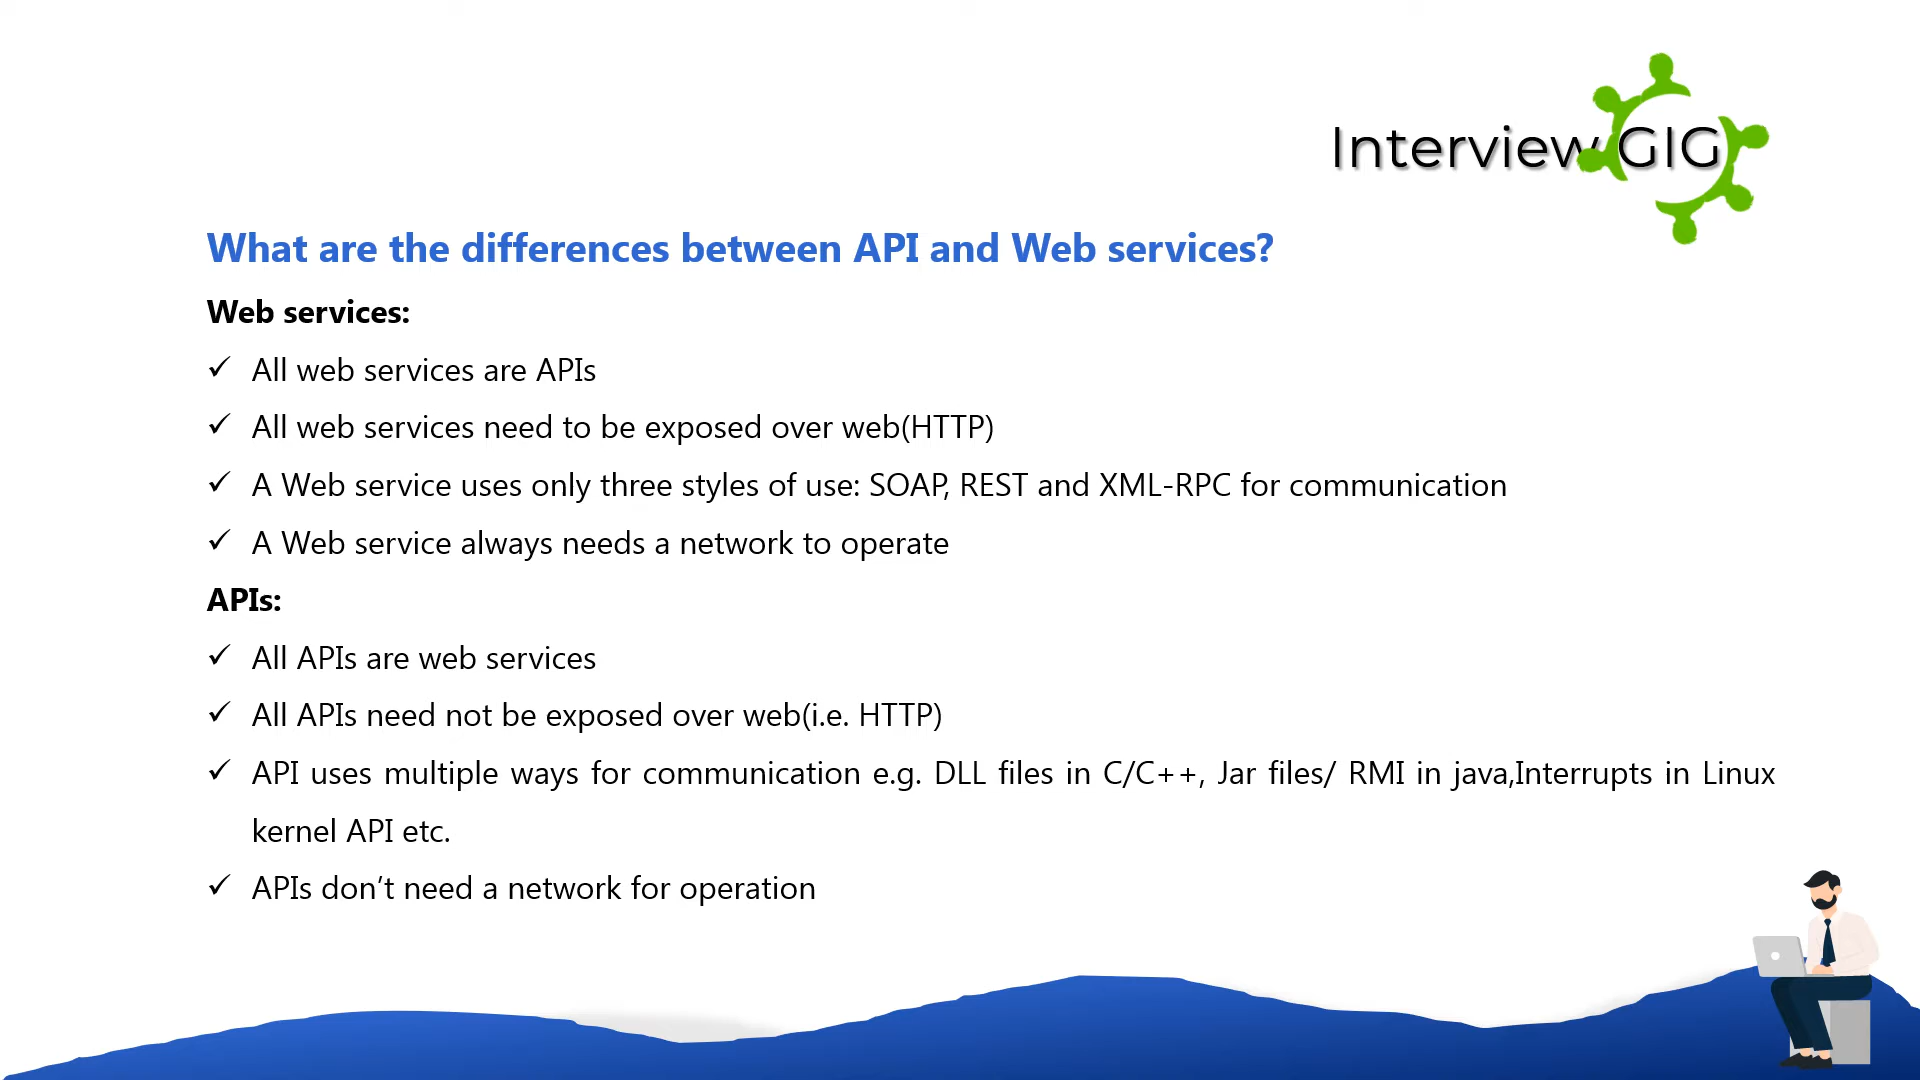 Interview GIG
What are the differences between API and Web services?
Web services:
✓ All web services are APIs
✓ All web services need to be exposed over web(HTTP)
✓ A Web service uses only three styles of use: SOAP, REST and XML-RPC for communication
✓ A Web service always needs a network to operate
APIs:
✓ All APIs are web services
✓ All APIs need not be exposed over web(i.e. HTTP)
✓ API uses multiple ways for communication e.g. DLL files in C/C++, Jar files/ RMI in java,Interrupts in Linux
kernel API etc.
✓ APIs don’t need a network for operation